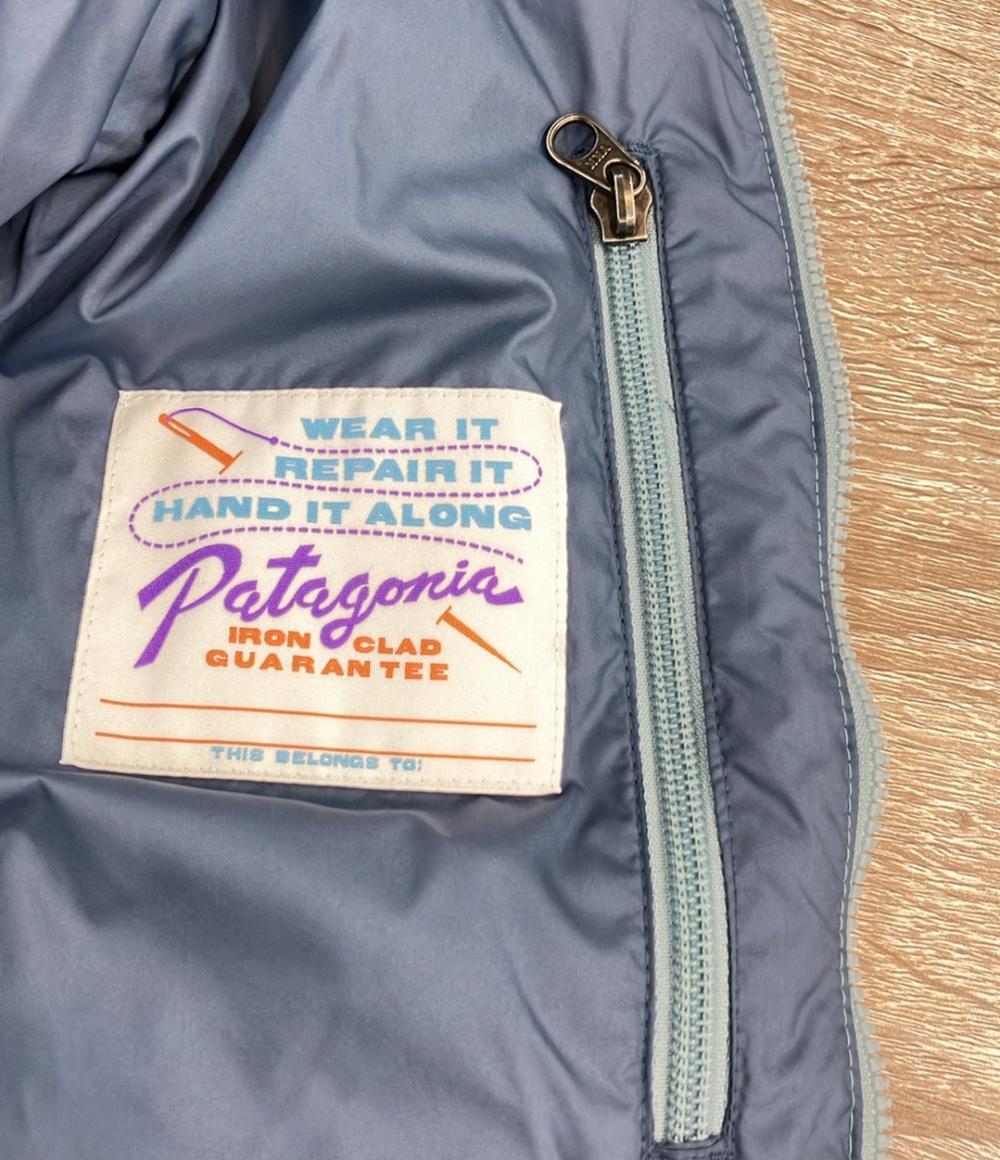 WEAR IT
REPAIR IT
HAND IT ALONG
Patagonia
IRON CLAD
GUARANTEE
THIS BELONGS TO: